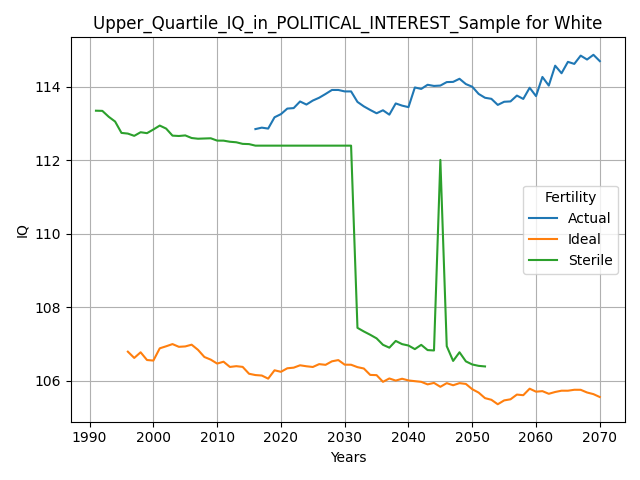 Upper_Quartile_IQ_in_POLITICAL_INTEREST_Sample for White
IQ
114
112
110
108
106
Fertility
Actual
Ideal
Sterile
1990 2000 2010 2020 2030 2040 2050 2060 2070
Years